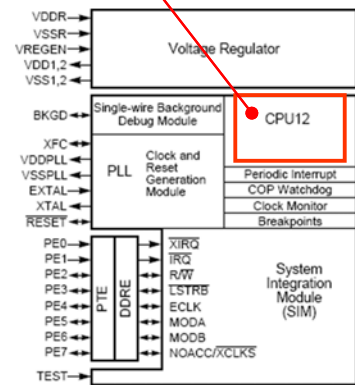 VDDR
VSSR
VREGEN
VDD1,2
VSS1,2
Voltage Regulator
BKGD
Single-wire Background
Debug Module
CPU12
XFC
VDDPLL
VSSPLL
EXTAL
XTAL
RESET
PLL
Clock and
Reset
Generation
Module
Periodic Interrupt
COP Watchdog
Clock Monitor
Breakpoints
PE0
PE1
PE2
PE3
PE4
PE5
PE6
PE7
PTE
DDRE
XIRQ
IRQ
R/W
LSTRB
ECLK
MODA
MODB
NOACC/XCLKS
System
Integration
Module
(SIM)
TEST